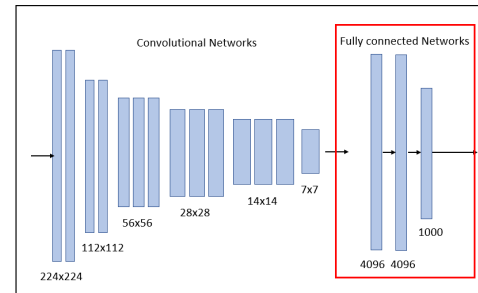 Convolutional Networks
Fully connected Networks
224x224
112x112
56x56
28x28
14x14
7x7
4096
4096
1000